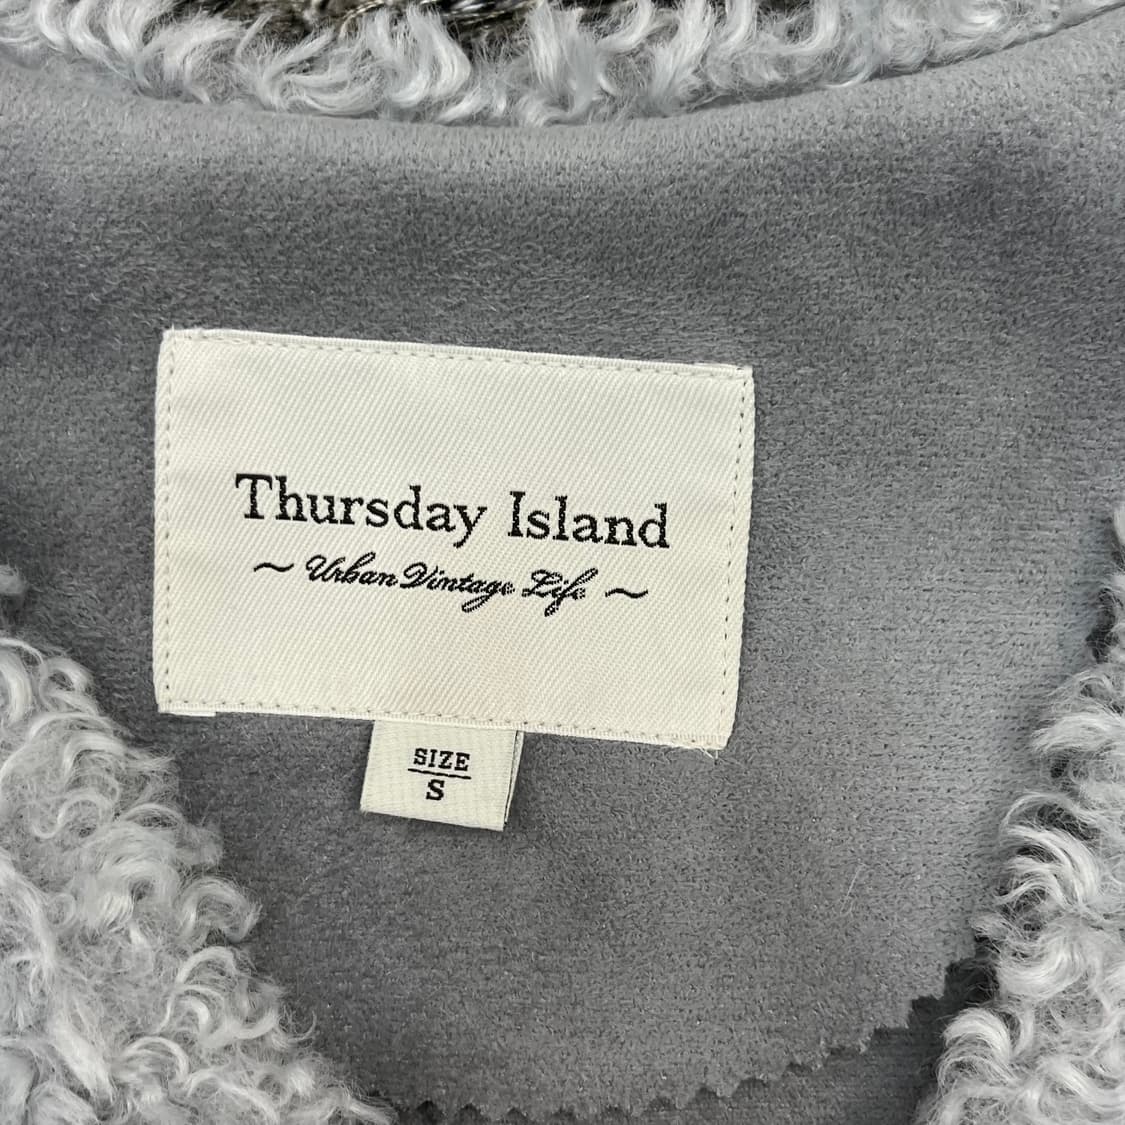 Thursday Island
~ Urban Vintage Life ~
SIZE
S